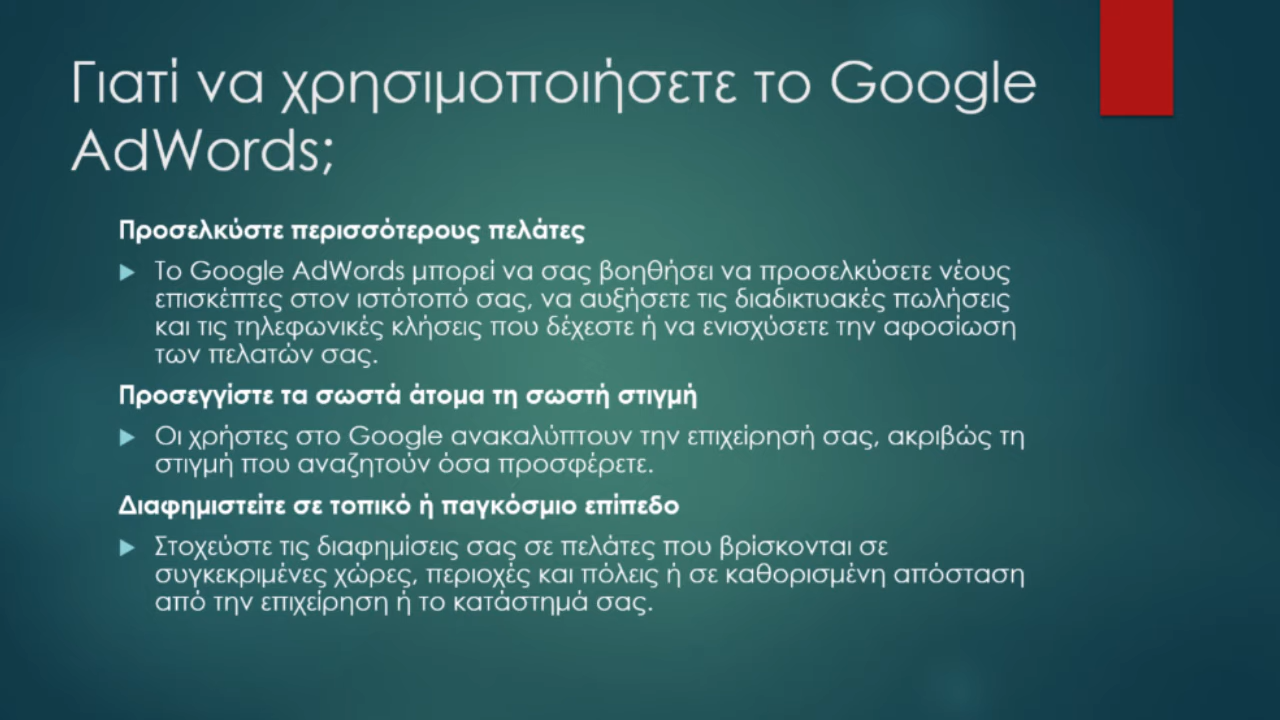 Γιατί να χρησιμοποιήσετε το Google
AdWords;
Προσελκύστε περισσότερους πελάτες
Το Google AdWords μπορεί να σας βοηθήσει να προσελκύσετε νέους
επισκέπτες στον ιστότοπό σας, να αυξήσετε τις διαδικτυακές πωλήσεις
και τις τηλεφωνικές κλήσεις που δέχεστε ή να ενισχύσετε την αφοσίωση
των πελατών σας.
Προσεγγίστε τα σωστά άτομα τη σωστή στιγμή
Οι χρήστες στο Google ανακαλύπτουν την επιχείρησή σας, ακριβώς τη
στιγμή που αναζητούν όσα προσφέρετε.
Διαφημιστείτε σε τοπικό ή παγκόσμιο επίπεδο
Στοχεύστε τις διαφημίσεις σας σε πελάτες που βρίσκονται σε
συγκεκριμένες χώρες, περιοχές και πόλεις ή σε καθορισμένη απόσταση
από την επιχείρηση ή το κατάστημά σας.